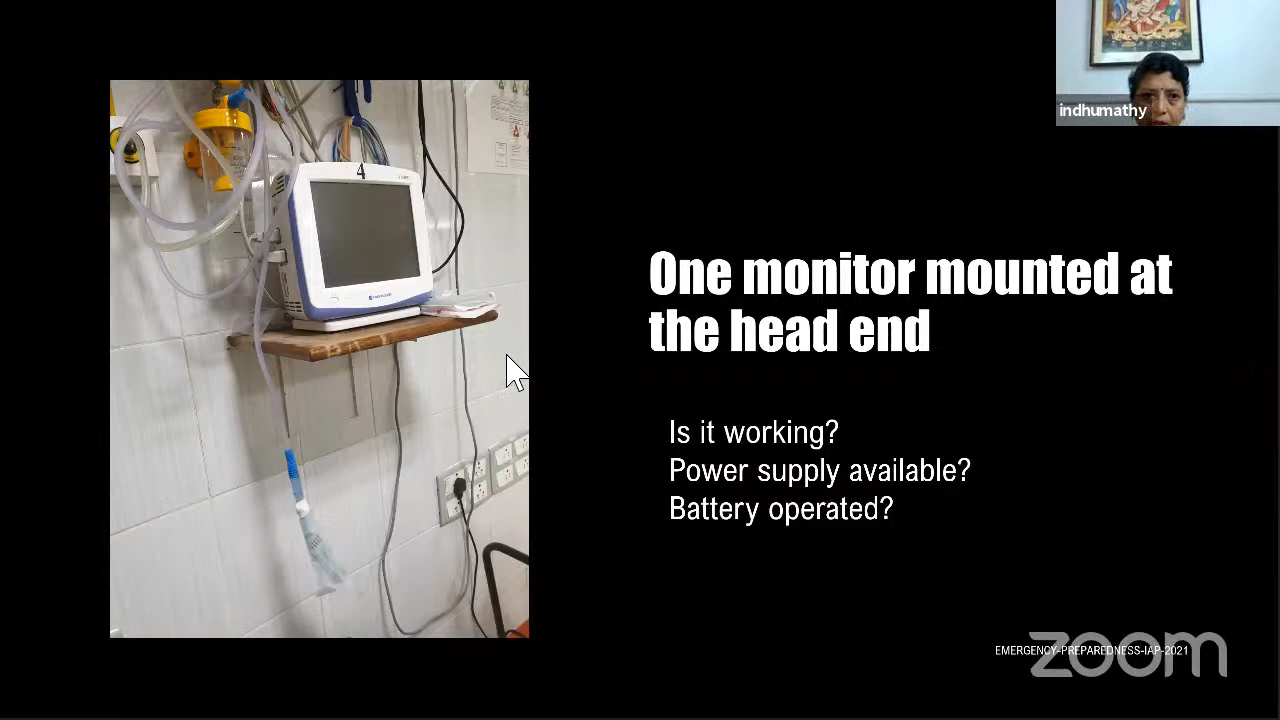 indhumathy
4
One monitor mounted at
the head end
Is it working?
Power supply available?
Battery operated?
EMERGENCY-PREPAREDNESS-IAP-2021
zoom